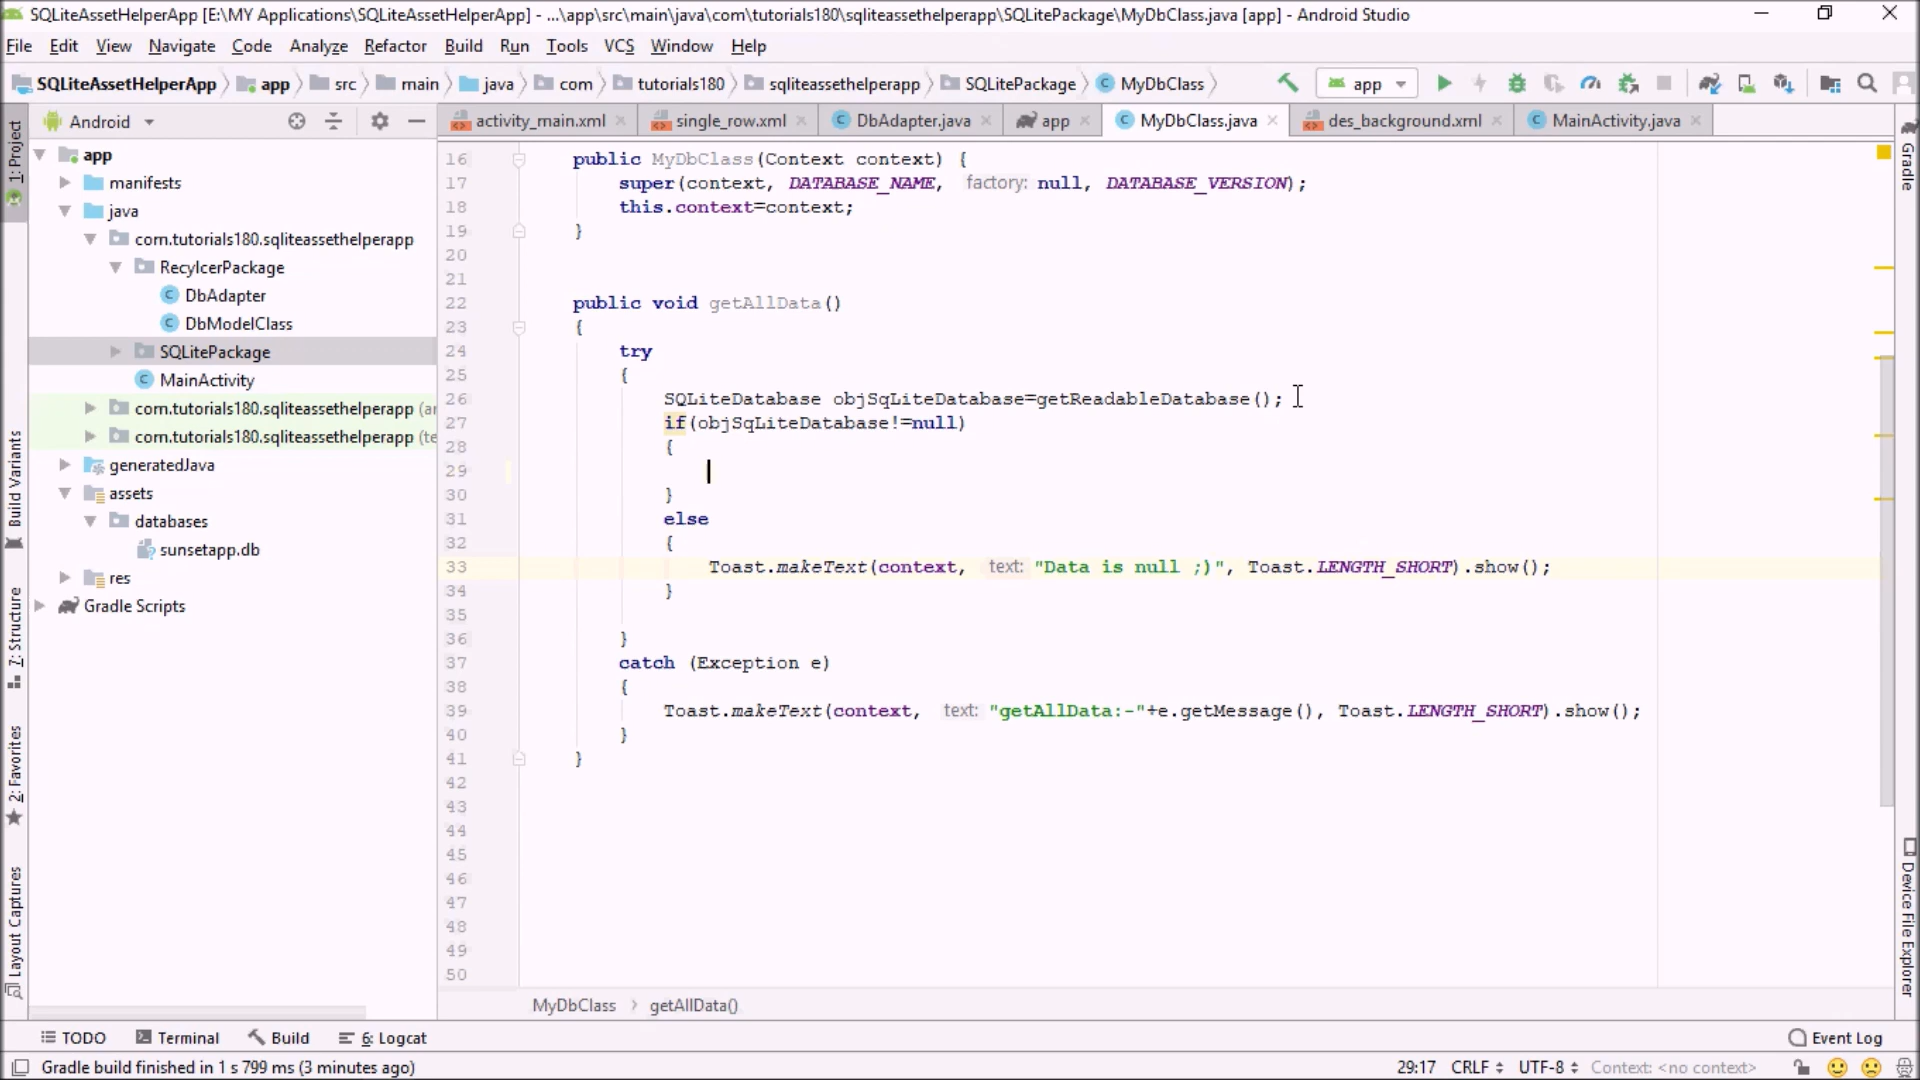 SQLiteAssetHelperApp [E:\MY Applications\SQLiteAssetHelperApp] - ...\app\src\main\java\com\tutorials180\sqliteassethelperapp\SQLitePackage\MyDbClass.java [app] - Android Studio
File Edit View Navigate Code Analyze Refactor Build Run Tools VCS Window Help
SQLiteAssetHelperApp app src main java com tutorials180 sqliteassethelperapp SQLitePackage MyDbClass app
Android
activity_main.xml single_row.xml DbAdapter.java app MyDbClass.java des_background.xml MainActivity.java
1: Project
Build Variants
7: Structure
2: Favorites
Layout Captures
app
manifests
java
com.tutorials180.sqliteassethelperapp
RecylcerPackage
DbAdapter
DbModelClass
SQLitePackage
MainActivity
com.tutorials180.sqliteassethelperapp (ar
com.tutorials180.sqliteassethelperapp (te
generatedJava
assets
databases
sunsetapp.db
res
Gradle Scripts
16 public MyDbClass(Context context) {
17 super(context, DATABASE_NAME, factory: null, DATABASE_VERSION);
18 this.context=context;
19 }
20
21
22 public void getAllData()
23 {
24 try
25 {
26 SQLiteDatabase objSqLiteDatabase=getReadableDatabase();
27 if(objSqLiteDatabase!=null)
28 {
29
30 }
31 else
32 {
33 Toast.makeText(context, text: "Data is null ;)", Toast.LENGTH_SHORT).show();
34 }
35
36 }
37 catch (Exception e)
38 {
39 Toast.makeText(context, text: "getAllData:-"+e.getMessage(), Toast.LENGTH_SHORT).show();
40 }
41 }
42
43
44
45
46
47
48
49
50
Gradle
Device File Explorer
MyDbClass getAllData()
TODO Terminal Build 6: Logcat Event Log
Gradle build finished in 1 s 799 ms (3 minutes ago) 29:17 CRLF UTF-8 Context: <no context>